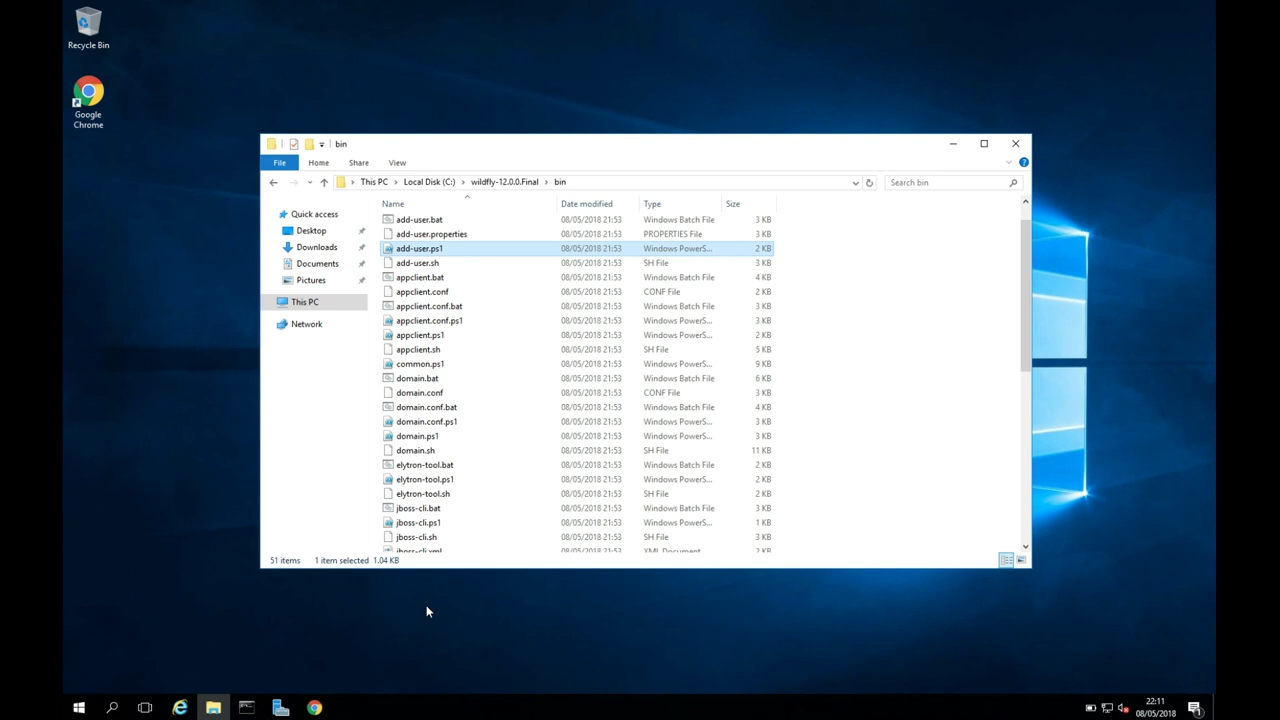 Recycle Bin
Google
Chrome
bin
File Home Share View
This PC Local Disk (C:) wildfly-12.0.0.Final bin
Search bin
Name Date modified Type Size
Quick access
Desktop
Downloads
Documents
Pictures
This PC
Network
add-user.bat 08/05/2018 21:53 Windows Batch File 3 KB
add-user.properties 08/05/2018 21:53 PROPERTIES File 3 KB
add-user.ps1 08/05/2018 21:53 Windows PowerS... 2 KB
add-user.sh 08/05/2018 21:53 SH File 3 KB
appclient.bat 08/05/2018 21:53 Windows Batch File 4 KB
appclient.conf 08/05/2018 21:53 CONF File 2 KB
appclient.conf.bat 08/05/2018 21:53 Windows Batch File 3 KB
appclient.conf.ps1 08/05/2018 21:53 Windows PowerS... 3 KB
appclient.ps1 08/05/2018 21:53 Windows PowerS... 2 KB
appclient.sh 08/05/2018 21:53 SH File 5 KB
common.ps1 08/05/2018 21:53 Windows PowerS... 9 KB
domain.bat 08/05/2018 21:53 Windows Batch File 6 KB
domain.conf 08/05/2018 21:53 CONF File 3 KB
domain.conf.bat 08/05/2018 21:53 Windows Batch File 4 KB
domain.conf.ps1 08/05/2018 21:53 Windows PowerS... 3 KB
domain.ps1 08/05/2018 21:53 Windows PowerS... 3 KB
domain.sh 08/05/2018 21:53 SH File 11 KB
elytron-tool.bat 08/05/2018 21:53 Windows Batch File 2 KB
elytron-tool.ps1 08/05/2018 21:53 Windows PowerS... 2 KB
elytron-tool.sh 08/05/2018 21:53 SH File 2 KB
jboss-cli.bat 08/05/2018 21:53 Windows Batch File 3 KB
jboss-cli.ps1 08/05/2018 21:53 Windows PowerS... 1 KB
jboss-cli.sh 08/05/2018 21:53 SH File 3 KB
jboss-cli.xml 08/05/2018 21:53 XML Document 2 KB
51 items 1 item selected 1.04 KB
22:11
08/05/2018